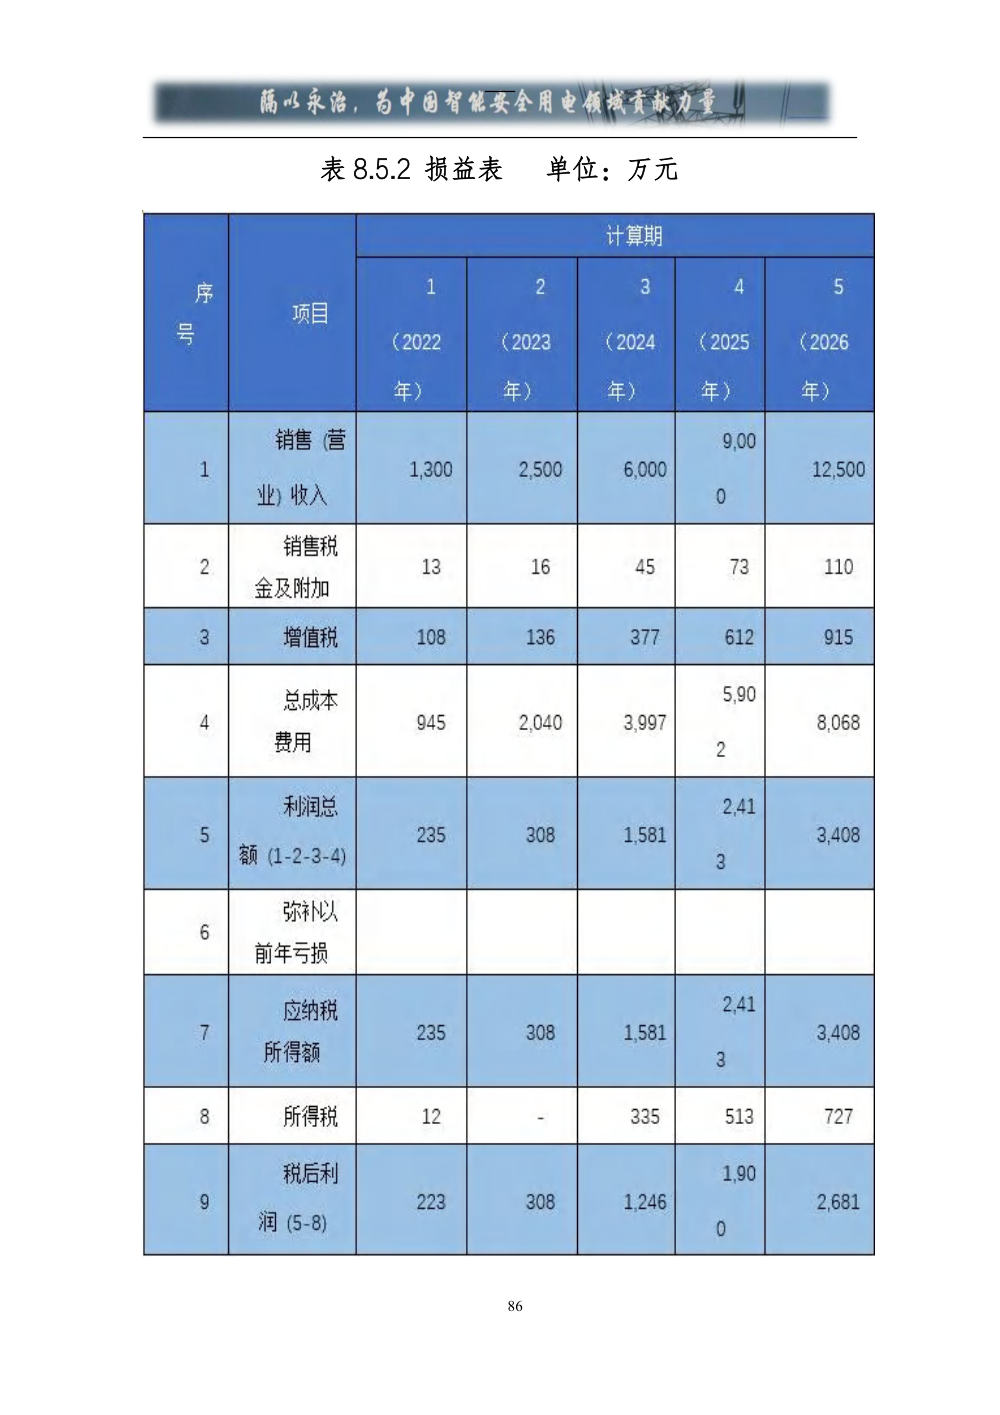 隔以永治，为中国智能安全用电领域贡献力量
表 8.5.2 损益表 单位：万元
计算期
序
号
项目
1
（2022
年）
2
（2023
年）
3
（2024
年）
4
（2025
年）
5
（2026
年）
1
销售（营
业）收入
1,300
2,500
6,000
9,00
0
12,500
2
销售税
金及附加
13
16
45
73
110
3
增值税
108
136
377
612
915
4
总成本
费用
945
2,040
3,997
5,90
2
8,068
5
利润总
额 (1-2-3-4)
235
308
1,581
2,41
3
3,408
6
弥补以
前年亏损
7
应纳税
所得额
235
308
1,581
2,41
3
3,408
8
所得税
12
-
335
513
727
9
税后利
润 (5-8)
223
308
1,246
1,90
0
2,681
86